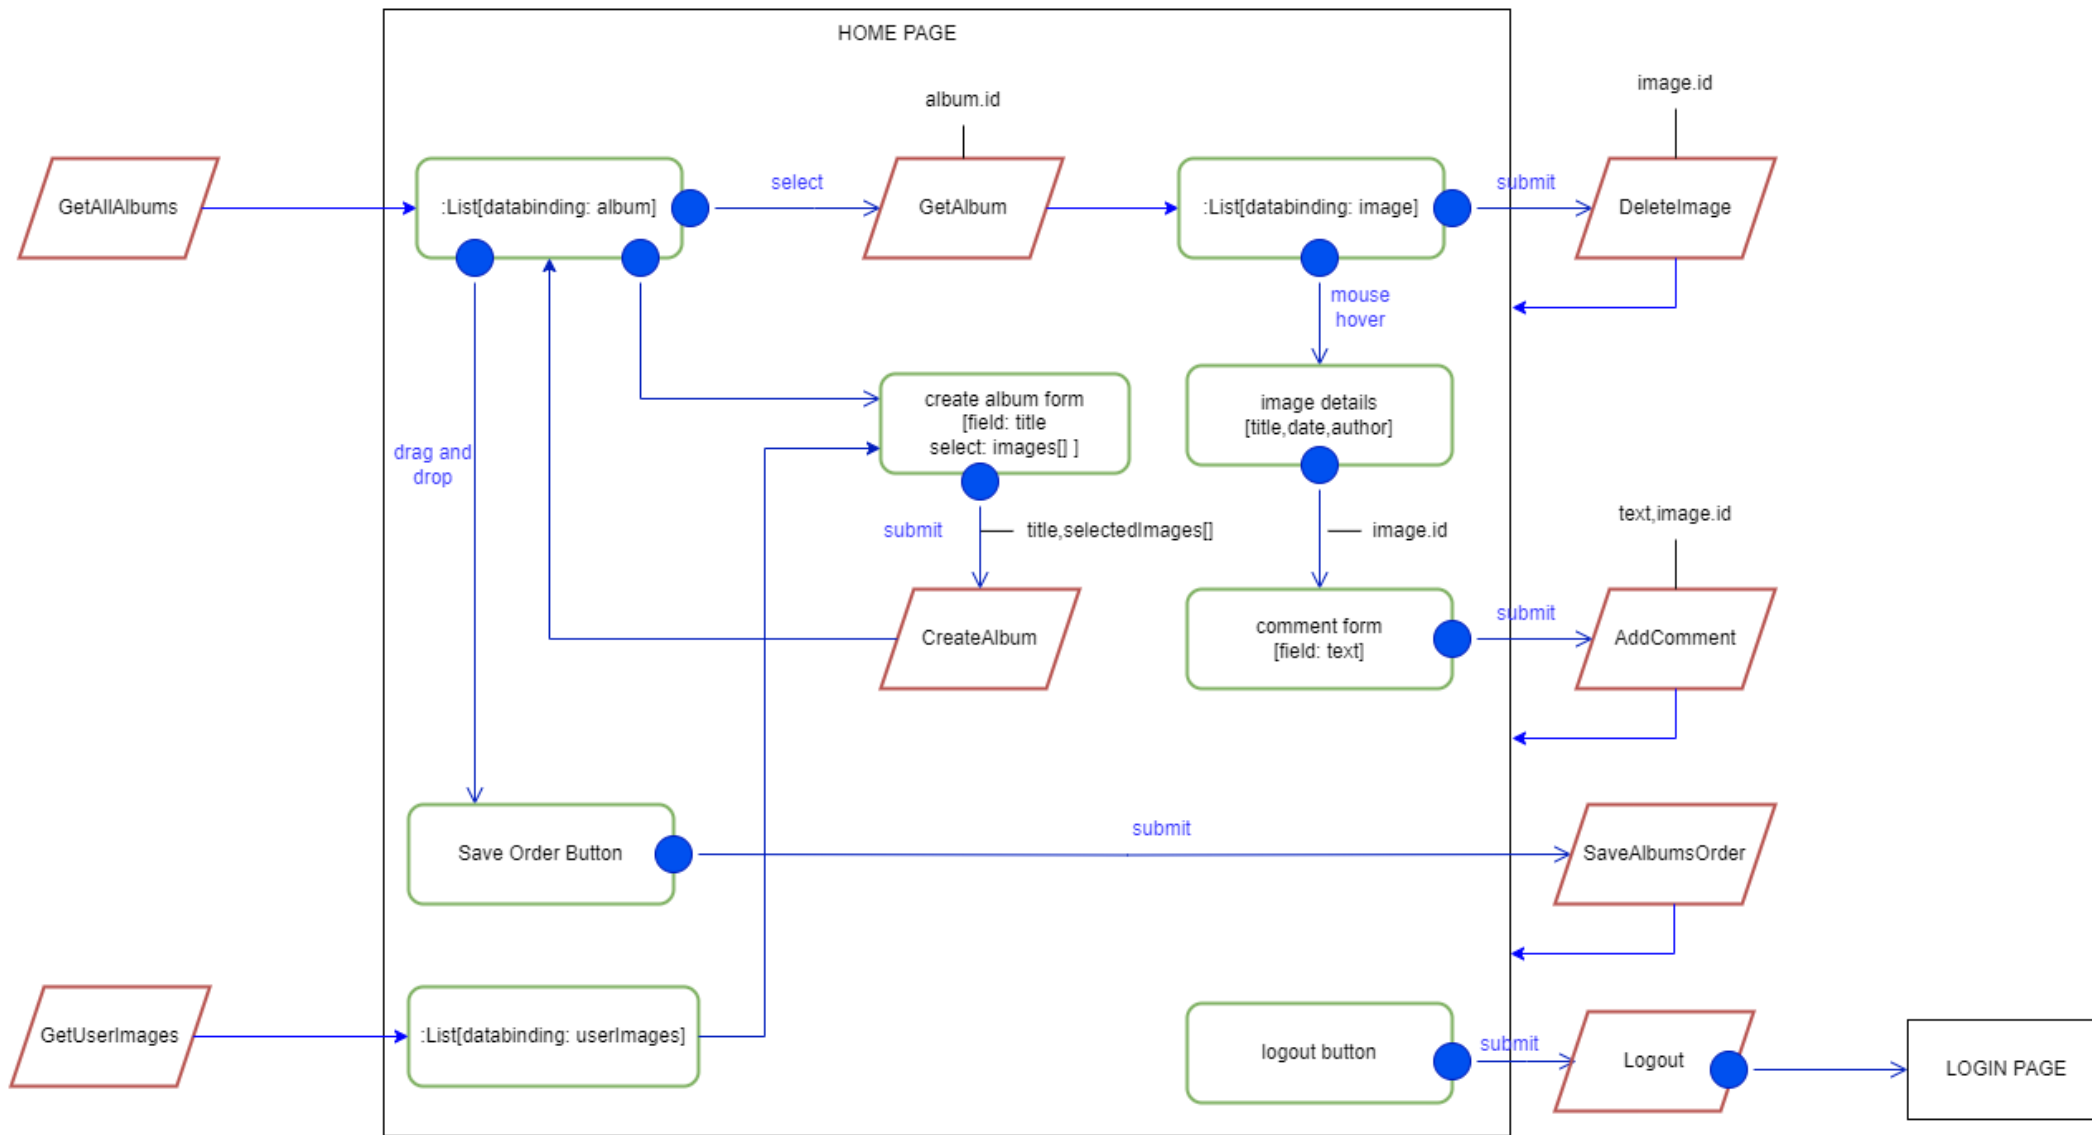 HOME PAGE
album.id
image.id
GetAllAlbums
:List[databinding: album]
select
GetAlbum
:List[databinding: image]
submit
DeleteImage
mouse
hover
create album form
[field: title
select: images[] ]
image details
[title,date,author]
drag and
drop
submit
title,selectedImages[]
image.id
text,image.id
CreateAlbum
comment form
[field: text]
submit
AddComment
Save Order Button
submit
SaveAlbumsOrder
GetUserImages
:List[databinding: userImages]
logout button
submit
Logout
LOGIN PAGE